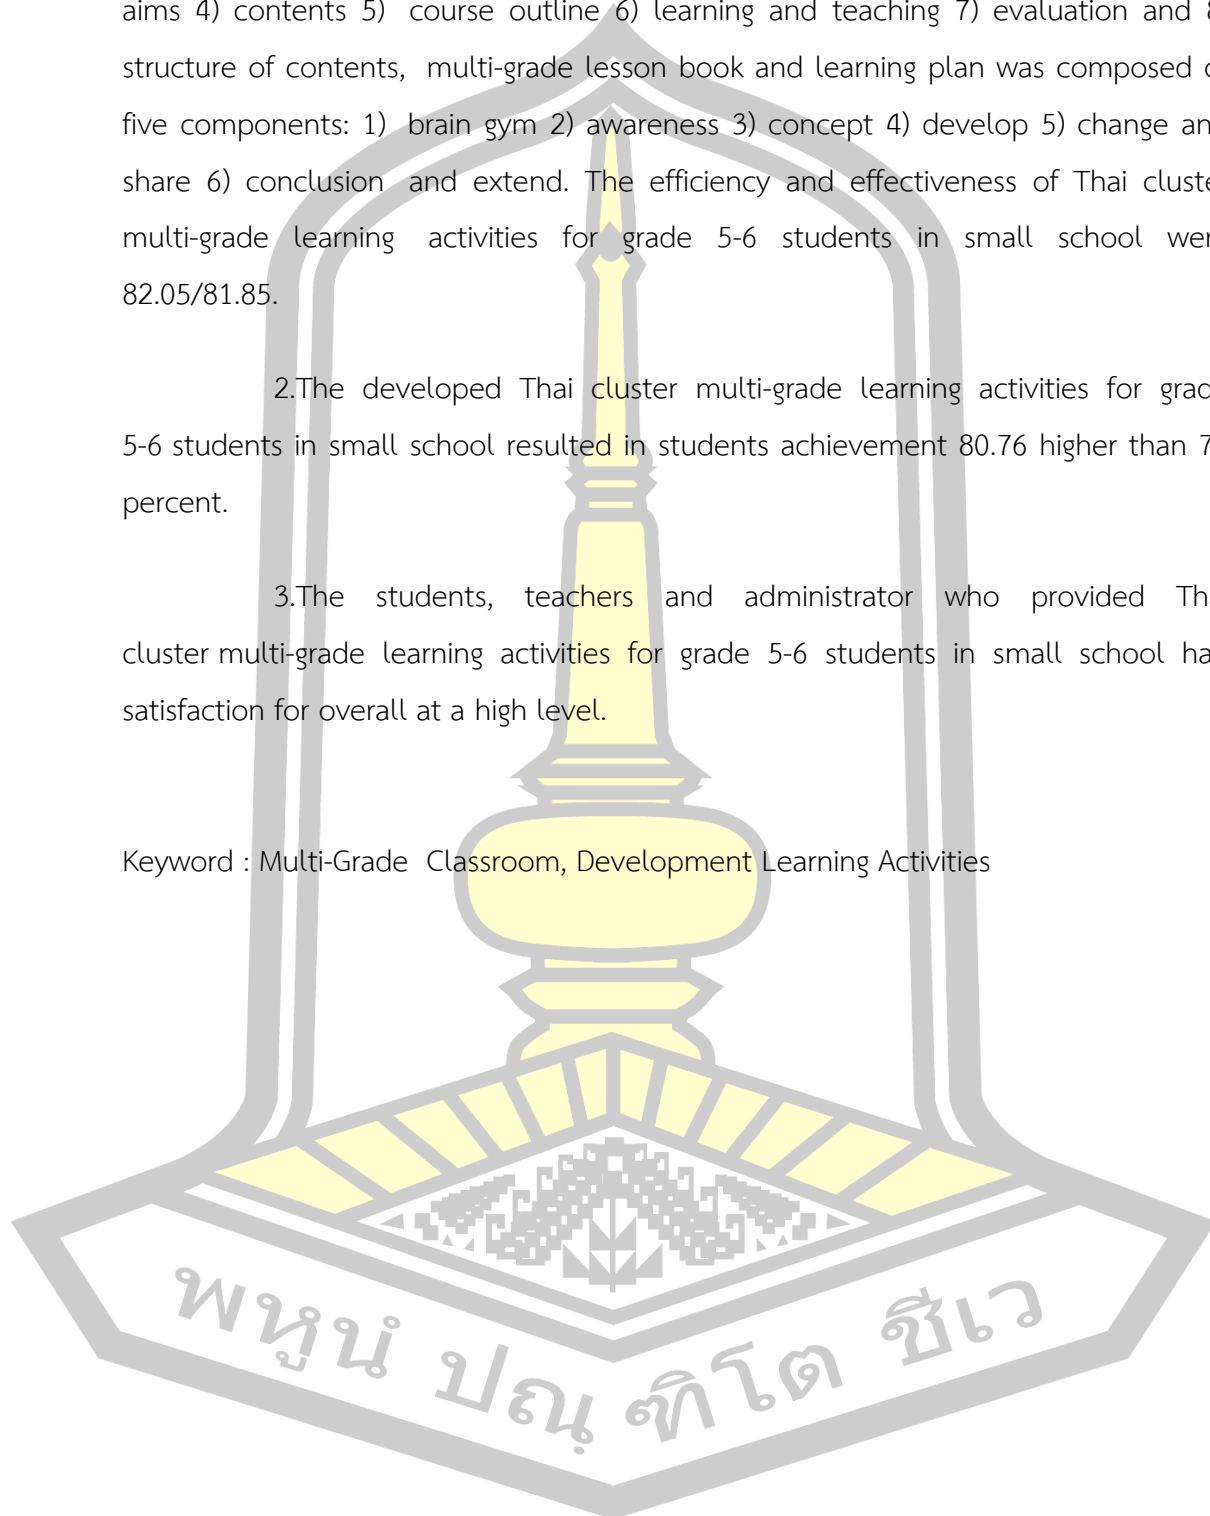 aims 4) contents 5) course outline 6) learning and teaching 7) evaluation and
structure of contents, multi-grade lesson book and learning plan was composed
five components: 1) brain gym 2) awareness 3) concept 4) develop 5) change
share 6) conclusion and extend. The efficiency and effectiveness of Thai
multi-grade learning activities for grade 5-6 students in small school
82.05/81.85.
2.The developed Thai cluster multi-grade learning activities for
5-6 students in small school resulted in students achievement 80.76 higher than
percent.
3.The students, teachers and administrator who provided
cluster multi-grade learning activities for grade 5-6 students in small school
satisfaction for overall at a high level.
Keyword : Multi-Grade Classroom, Development Learning Activities
พหูนํ ปณฺ ฑิโต ชีเว